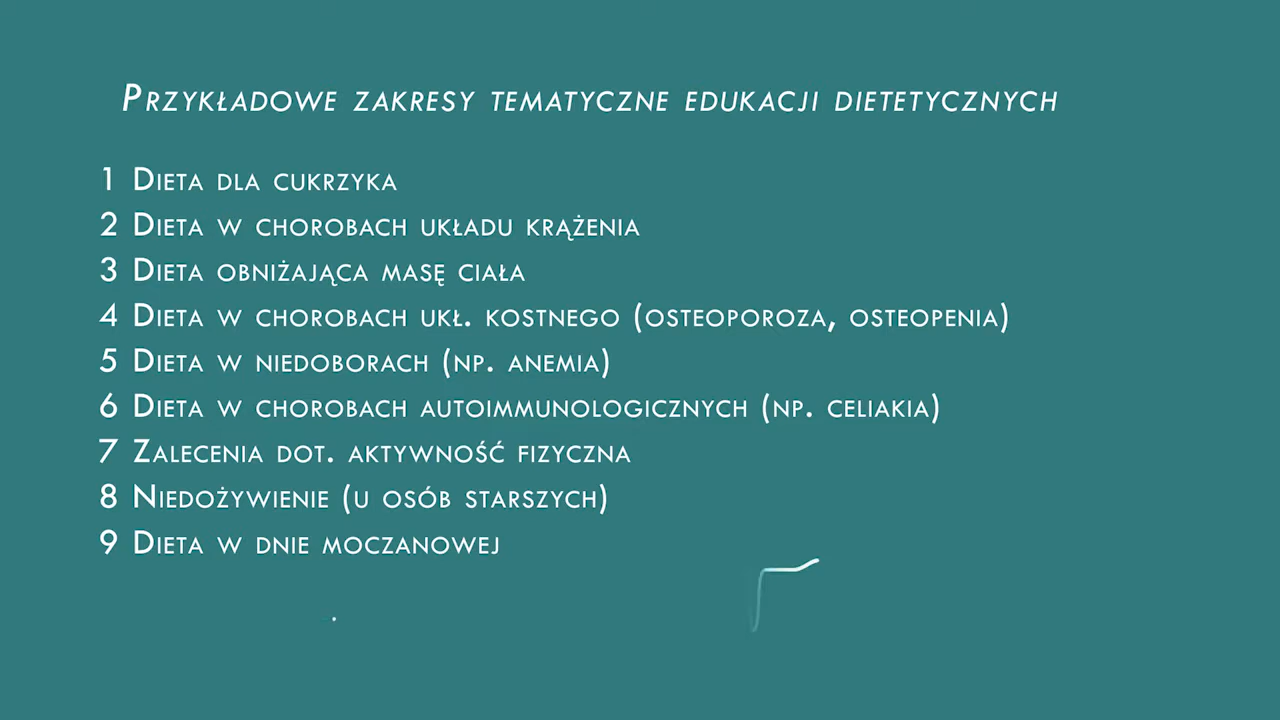 Przykładowe zakresy tematyczne edukacji dietetycznych
1 Dieta dla cukrzyka
2 Dieta w chorobach układu krążenia
3 Dieta obniżająca masę ciała
4 Dieta w chorobach ukł. kostnego (osteoporoza, osteopenia)
5 Dieta w niedoborach (np. anemia)
6 Dieta w chorobach autoimmunologicznych (np. celiakia)
7 Zalecenia dot. aktywność fizyczna
8 Niedożywienie (u osób starszych)
9 Dieta w dnie moczanowej